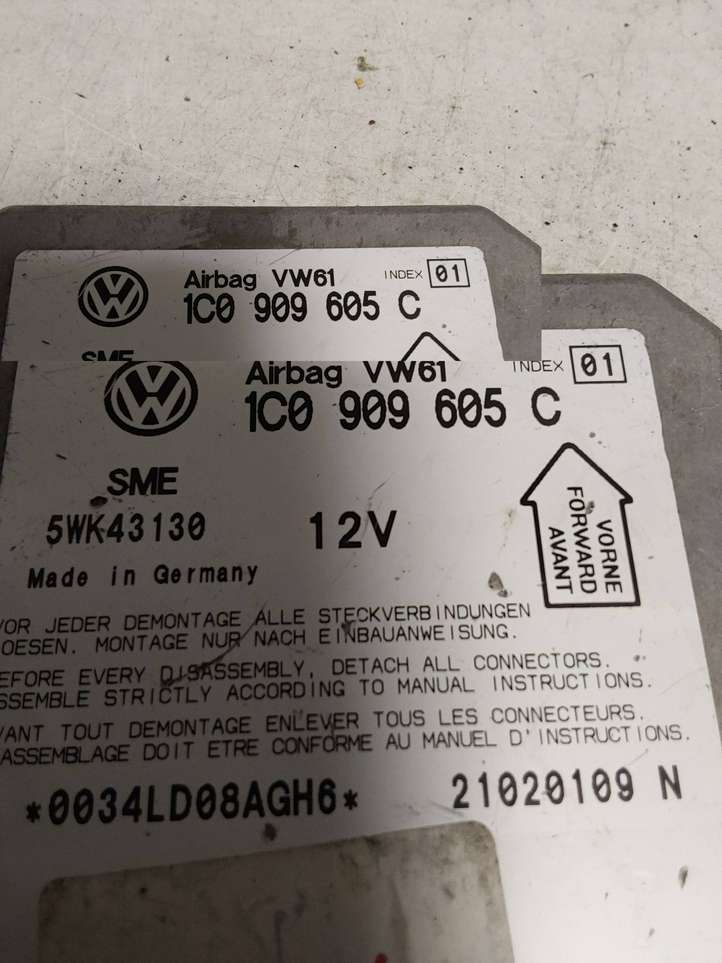 Airbag VW61 INDEX 01
1C0 909 605 C
SME
Airbag VW61 INDEX 01
1C0 909 605 C
SME
5WK43130 12V
VORNE
FORWARD
AVANT
Made in Germany
VOR JEDER DEMONTAGE ALLE STECKVERBINDUNGEN
OESEN. MONTAGE NUR NACH EINBAUANWEISUNG.
EFORE EVERY DISASSEMBLY, DETACH ALL CONNECTORS.
SSEMBLE STRICTLY ACCORDING TO MANUAL INSTRUCTIONS.
VANT TOUT DEMONTAGE ENLEVER TOUS LES CONNECTEURS.
ASSEMBLAGE DOIT ETRE CONFORME AU MANUEL D'INSTRUCTIONS.
*0034LD08AGH6* 21020109 N